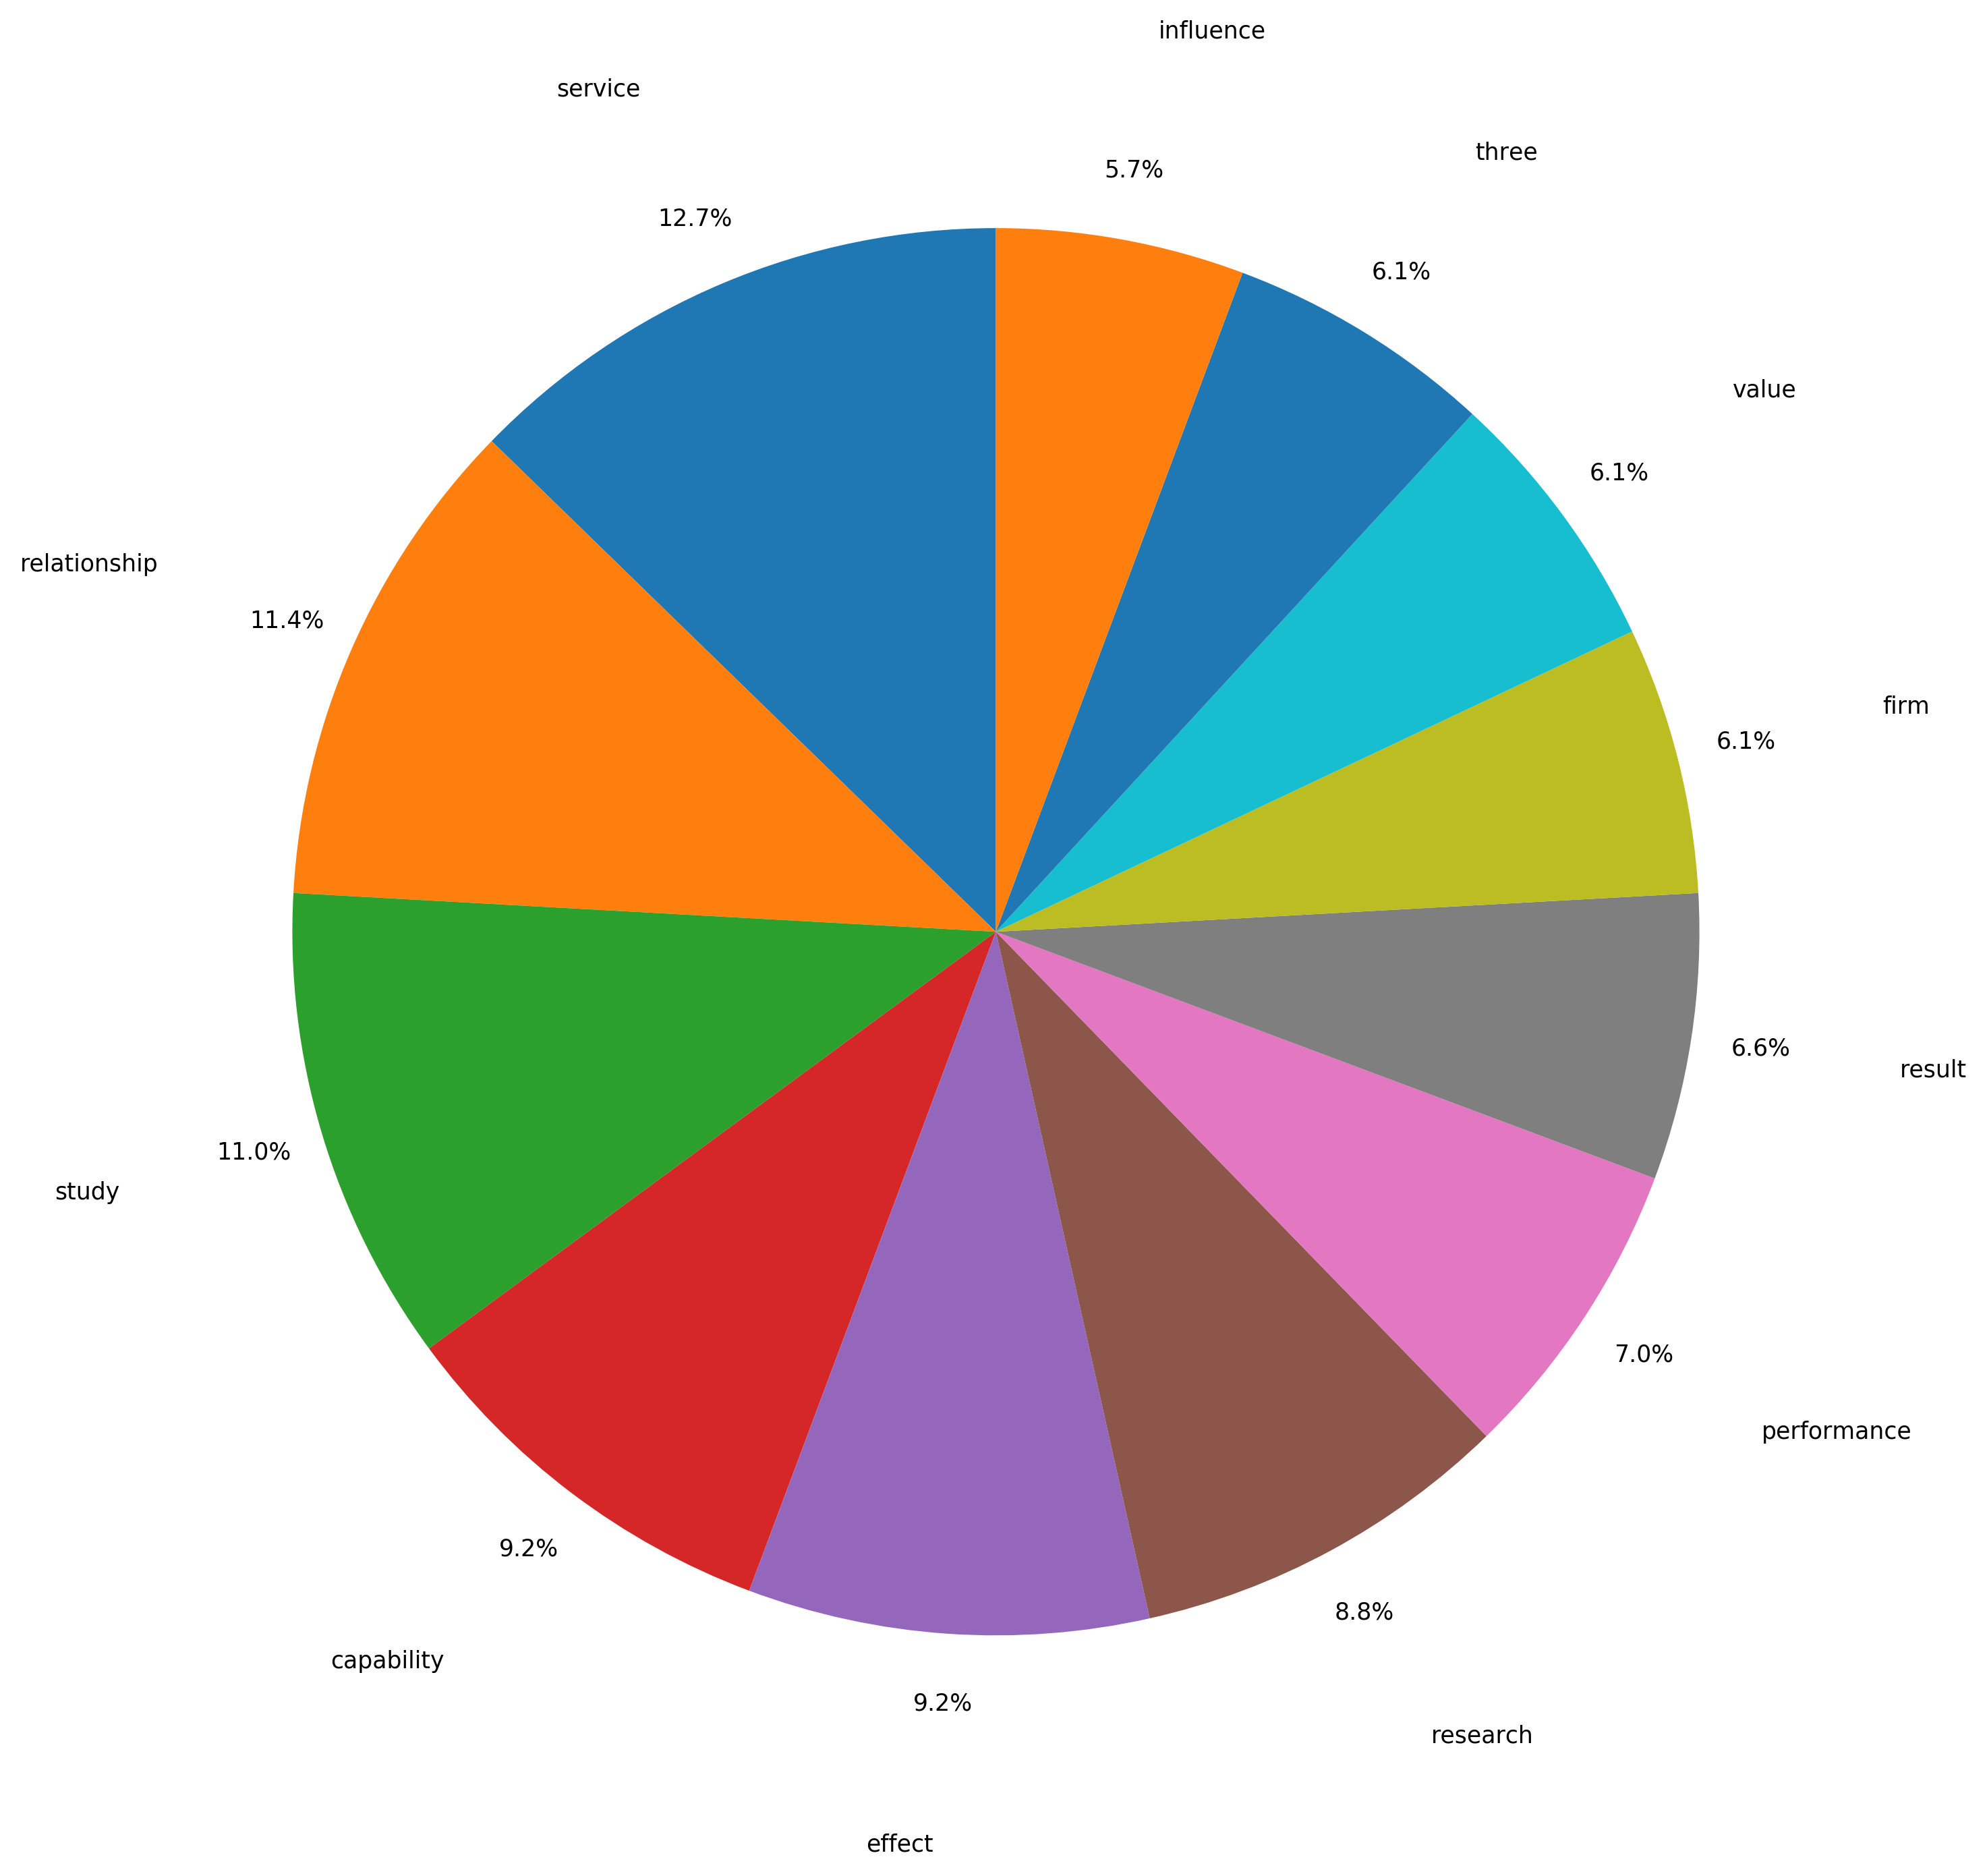 influence
service
three
5.7%
12.7%
6.1%
value
6.1%
relationship
11.4%
firm
6.1%
6.6%
result
11.0%
study
7.0%
performance
9.2%
8.8%
capability
9.2%
research
effect